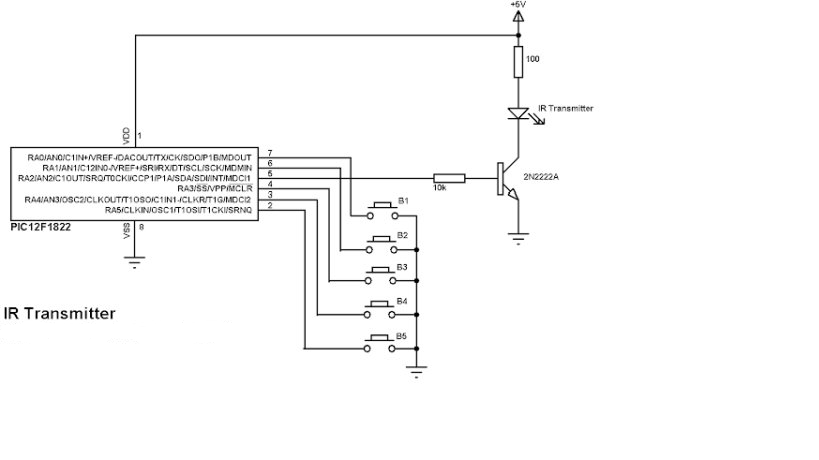 +5V
100
IR Transmitter
VDD
1
RA0/AN0/C1IN+/VREF-/DACOUT/TX/CK/SDO/P1B/MDOUT 7
RA1/AN1/C12IN0-/VREF+/SRI/RX/DT/SCL/SCK/MDMIN 6
RA2/AN2/C1OUT/SRQ/T0CKI/CCP1/P1A/SDA/SDI/INT/MDCI1 5
RA3/SS/VPP/MCLR 4
RA4/AN3/OSC2/CLKOUT/T1OSO/C1IN1-/CLKR/T1G/MDCI2 3
RA5/CLKIN/OSC1/T1OSI/T1CKI/SRNQ 2
10k
2N2222A
PIC12F1822
VSS
8
B1
B2
B3
B4
B5
IR Transmitter